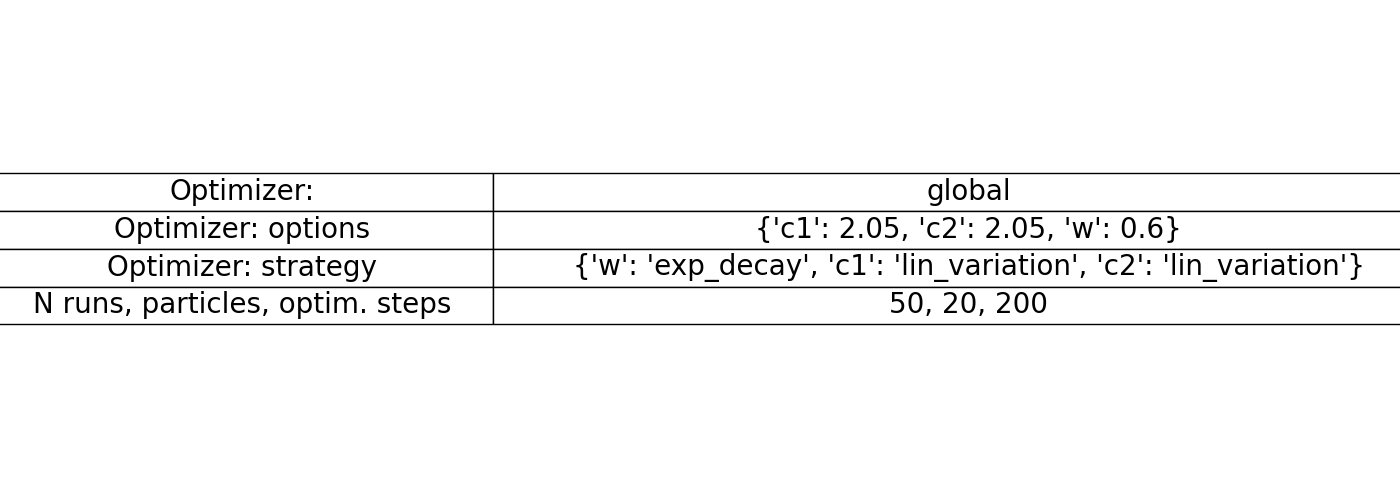 Optimizer: global
Optimizer: options {'c1': 2.05, 'c2': 2.05, 'w': 0.6}
Optimizer: strategy {'w': 'exp_decay', 'c1': 'lin_variation', 'c2': 'lin_variation'}
N runs, particles, optim. steps 50, 20, 200